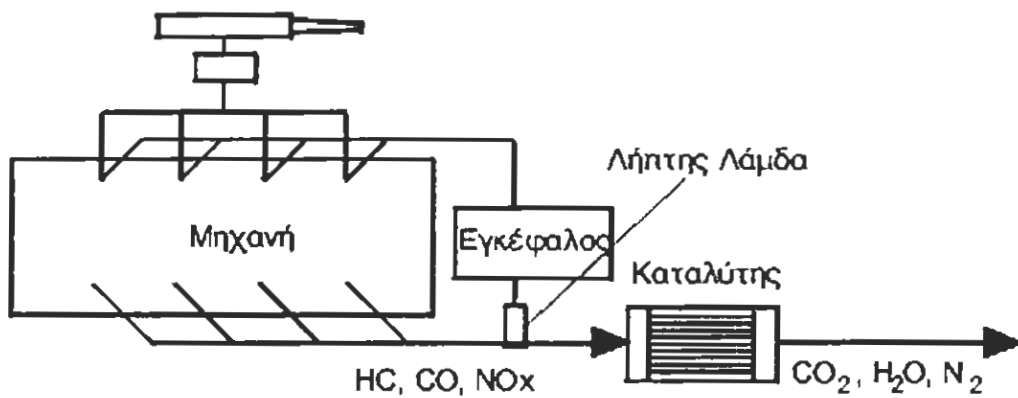 Λήπτης Λάμδα
Μηχανή
Εγκέφαλος
Καταλύτης
HC, CO, NOx
CO₂, H₂O, N₂